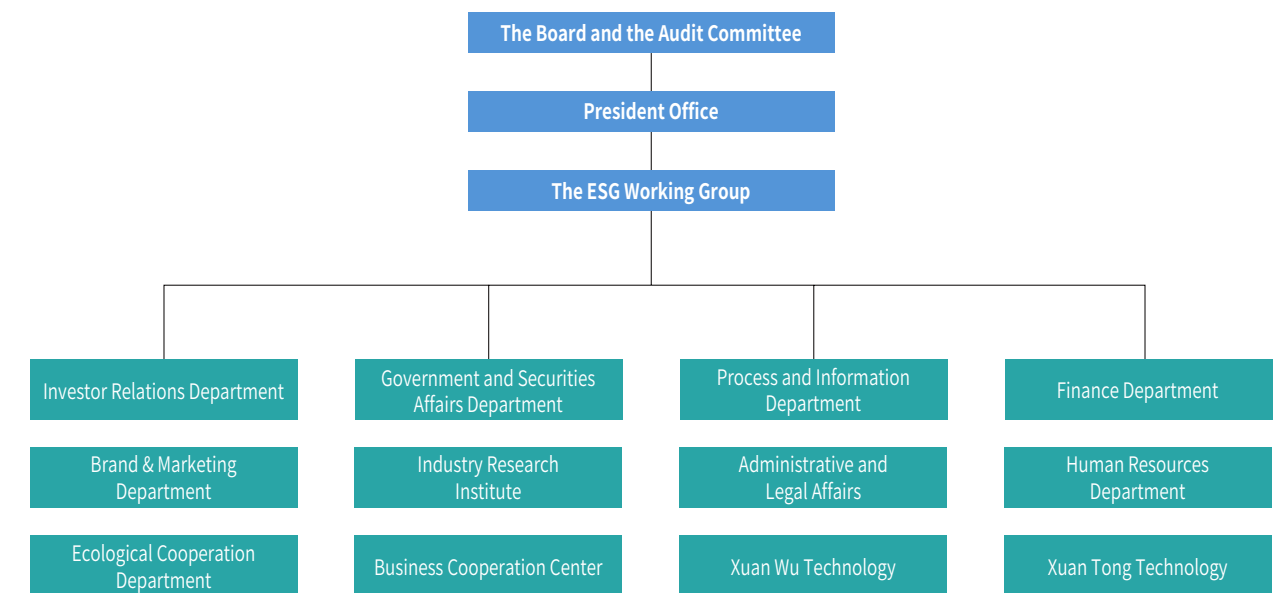 The Board and the Audit Committee
President Office
The ESG Working Group
Investor Relations Department
Government and Securities
Affairs Department
Process and Information
Department
Finance Department
Brand & Marketing
Department
Industry Research
Institute
Administrative and
Legal Affairs
Human Resources
Department
Ecological Cooperation
Department
Business Cooperation Center
Xuan Wu Technology
Xuan Tong Technology